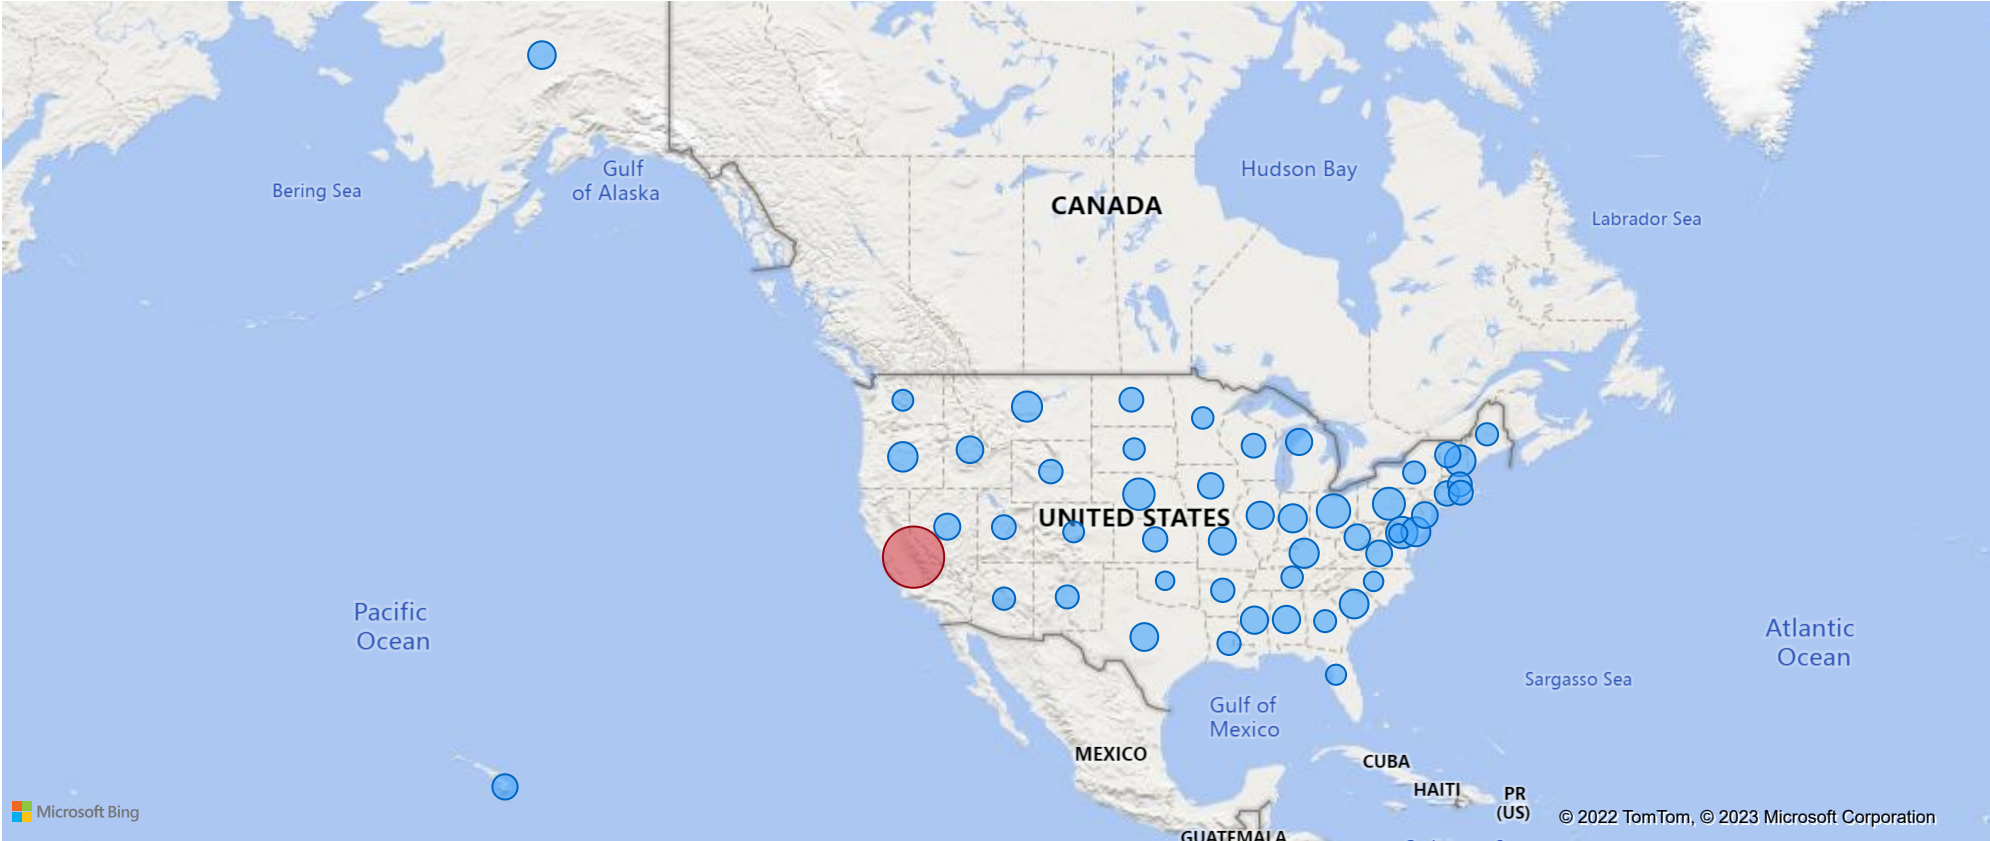 Gulf
of Alaska
Bering Sea
CANADA
Hudson Bay
Labrador Sea
UNITED STATES
Pacific
Ocean
Atlantic
Ocean
Sargasso Sea
Gulf of
Mexico
MEXICO
CUBA
HAITI
PR
(US)
Microsoft Bing
© 2022 TomTom, © 2023 Microsoft Corporation
GUATEMALA